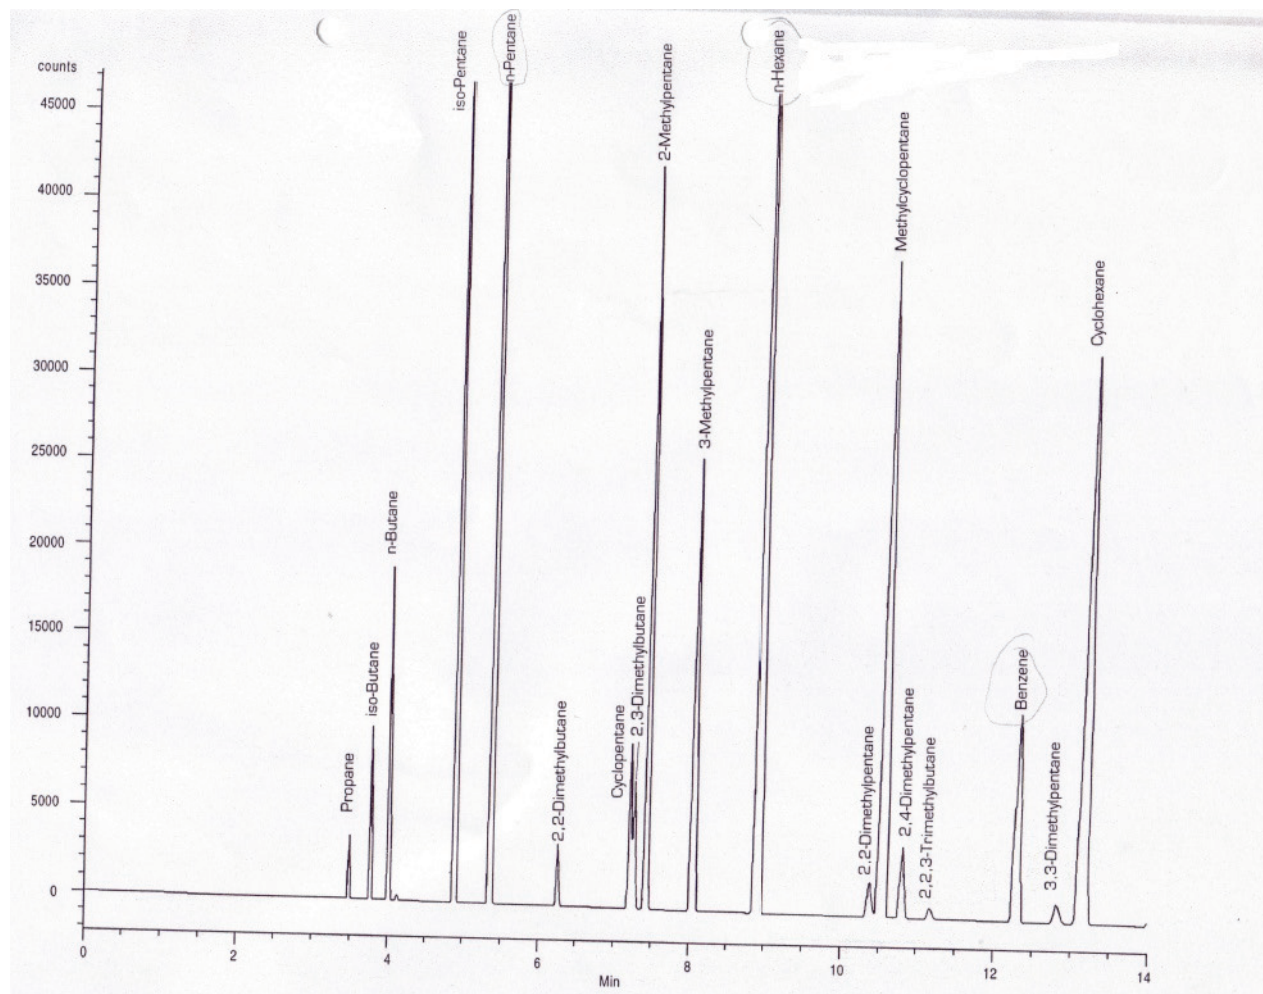 counts
45000
40000
35000
30000
25000
20000
15000
10000
5000
0
Propane
iso-Butane
n-Butane
iso-Pentane
n-Pentane
2,2-Dimethylbutane
Cyclopentane
2,3-Dimethylbutane
2-Methylpentane
3-Methylpentane
n-Hexane
2,2-Dimethylpentane
Methylcyclopentane
2,4-Dimethylpentane
2,2,3-Trimethylbutane
Benzene
3,3-Dimethylpentane
Cyclohexane
0 2 4 6 8 10 12 14
Min